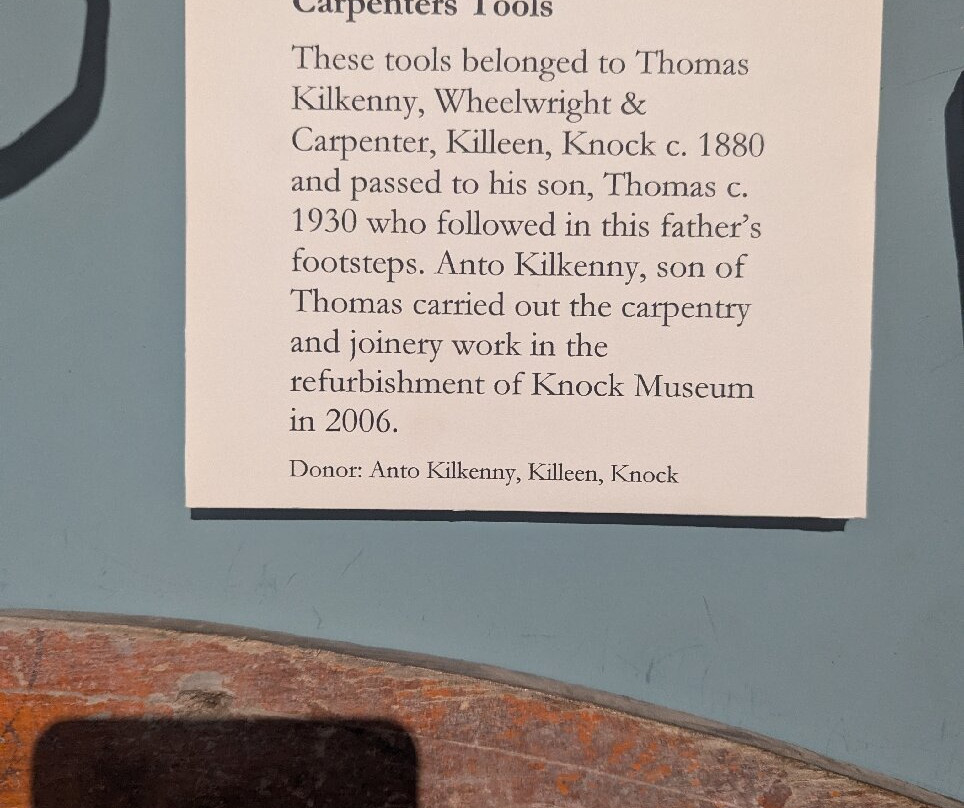 Carpenters Tools
These tools belonged to Thomas
Kilkenny, Wheelwright &
Carpenter, Killeen, Knock c. 1880
and passed to his son, Thomas c.
1930 who followed in this father's
footsteps. Anto Kilkenny, son of
Thomas carried out the carpentry
and joinery work in the
refurbishment of Knock Museum
in 2006.
Donor: Anto Kilkenny, Killeen, Knock